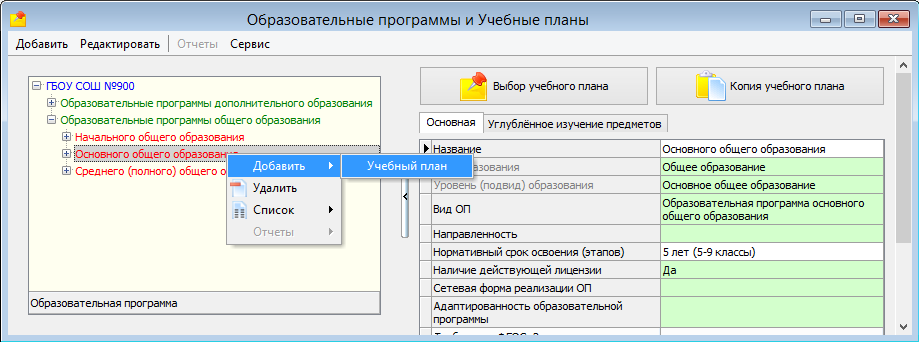 Образовательные программы и Учебные планы
Добавить Редактировать Отчеты Сервис
ГБОУ СОШ №900
Образовательные программы дополнительного образования
Образовательные программы общего образования
Начального общего образования
Основного общего образования
Среднего (полного) общего о
Добавить
Удалить
Список
Отчеты
Учебный план
Образовательная программа
Выбор учебного плана
Копия учебного плана
Основная Углублённое изучение предметов
Название Основного общего образования
разования Общее образование
Уровень (подвид) образования Основное общее образование
Вид ОП Образовательная программа основного
общего образования
Направленность
Нормативный срок освоения (этапов) 5 лет (5-9 классы)
Наличие действующей лицензии Да
Сетевая форма реализации ОП
Адаптированность образовательной
программы